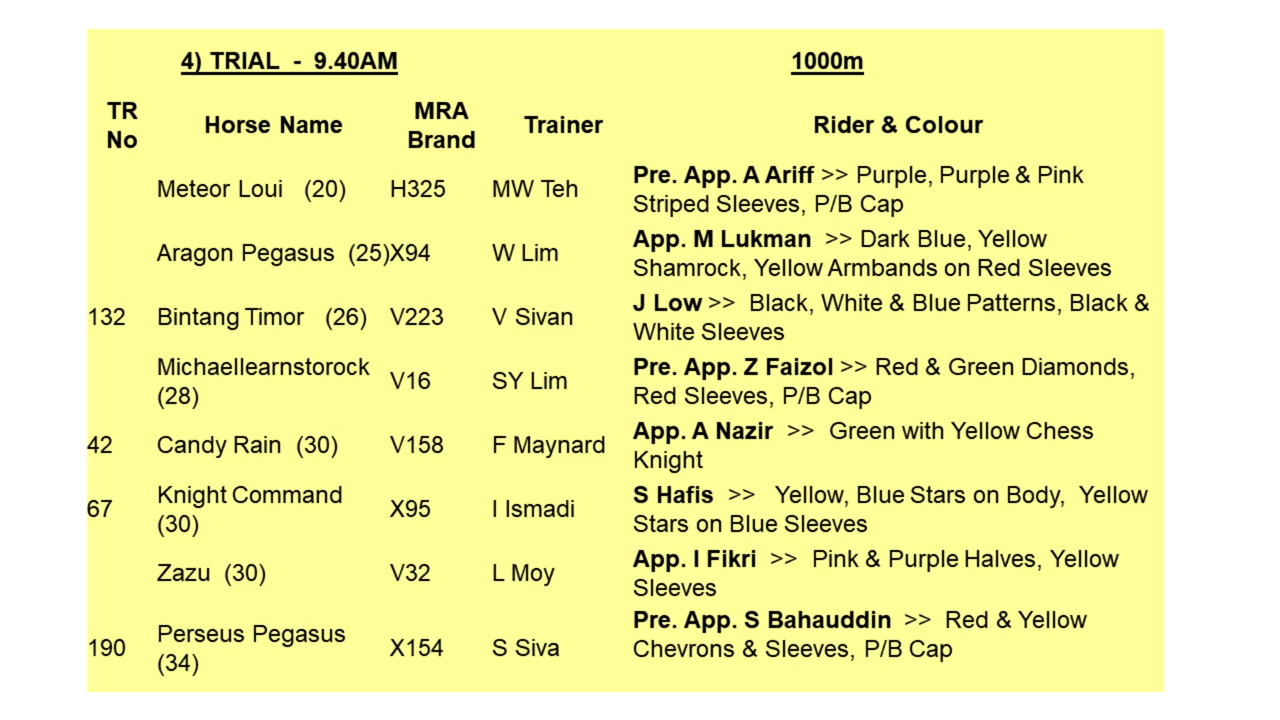 4) TRIAL - 9.40AM 1000m
TR No Horse Name MRA Brand Trainer Rider & Colour
Meteor Loui (20) H325 MW Teh Pre. App. A Ariff >> Purple, Purple & Pink
Striped Sleeves, P/B Cap
Aragon Pegasus (25) X94 W Lim App. M Lukman >> Dark Blue, Yellow
Shamrock, Yellow Armbands on Red Sleeves
132 Bintang Timor (26) V223 V Sivan J Low >> Black, White & Blue Patterns, Black &
White Sleeves
Michaellearnstorock
(28) V16 SY Lim Pre. App. Z Faizol >> Red & Green Diamonds,
Red Sleeves, P/B Cap
42 Candy Rain (30) V158 F Maynard App. A Nazir >> Green with Yellow Chess
Knight
67 Knight Command
(30) X95 I Ismadi S Hafis >> Yellow, Blue Stars on Body, Yellow
Stars on Blue Sleeves
Zazu (30) V32 L Moy App. I Fikri >> Pink & Purple Halves, Yellow
Sleeves
190 Perseus Pegasus
(34) X154 S Siva Pre. App. S Bahauddin >> Red & Yellow
Chevrons & Sleeves, P/B Cap